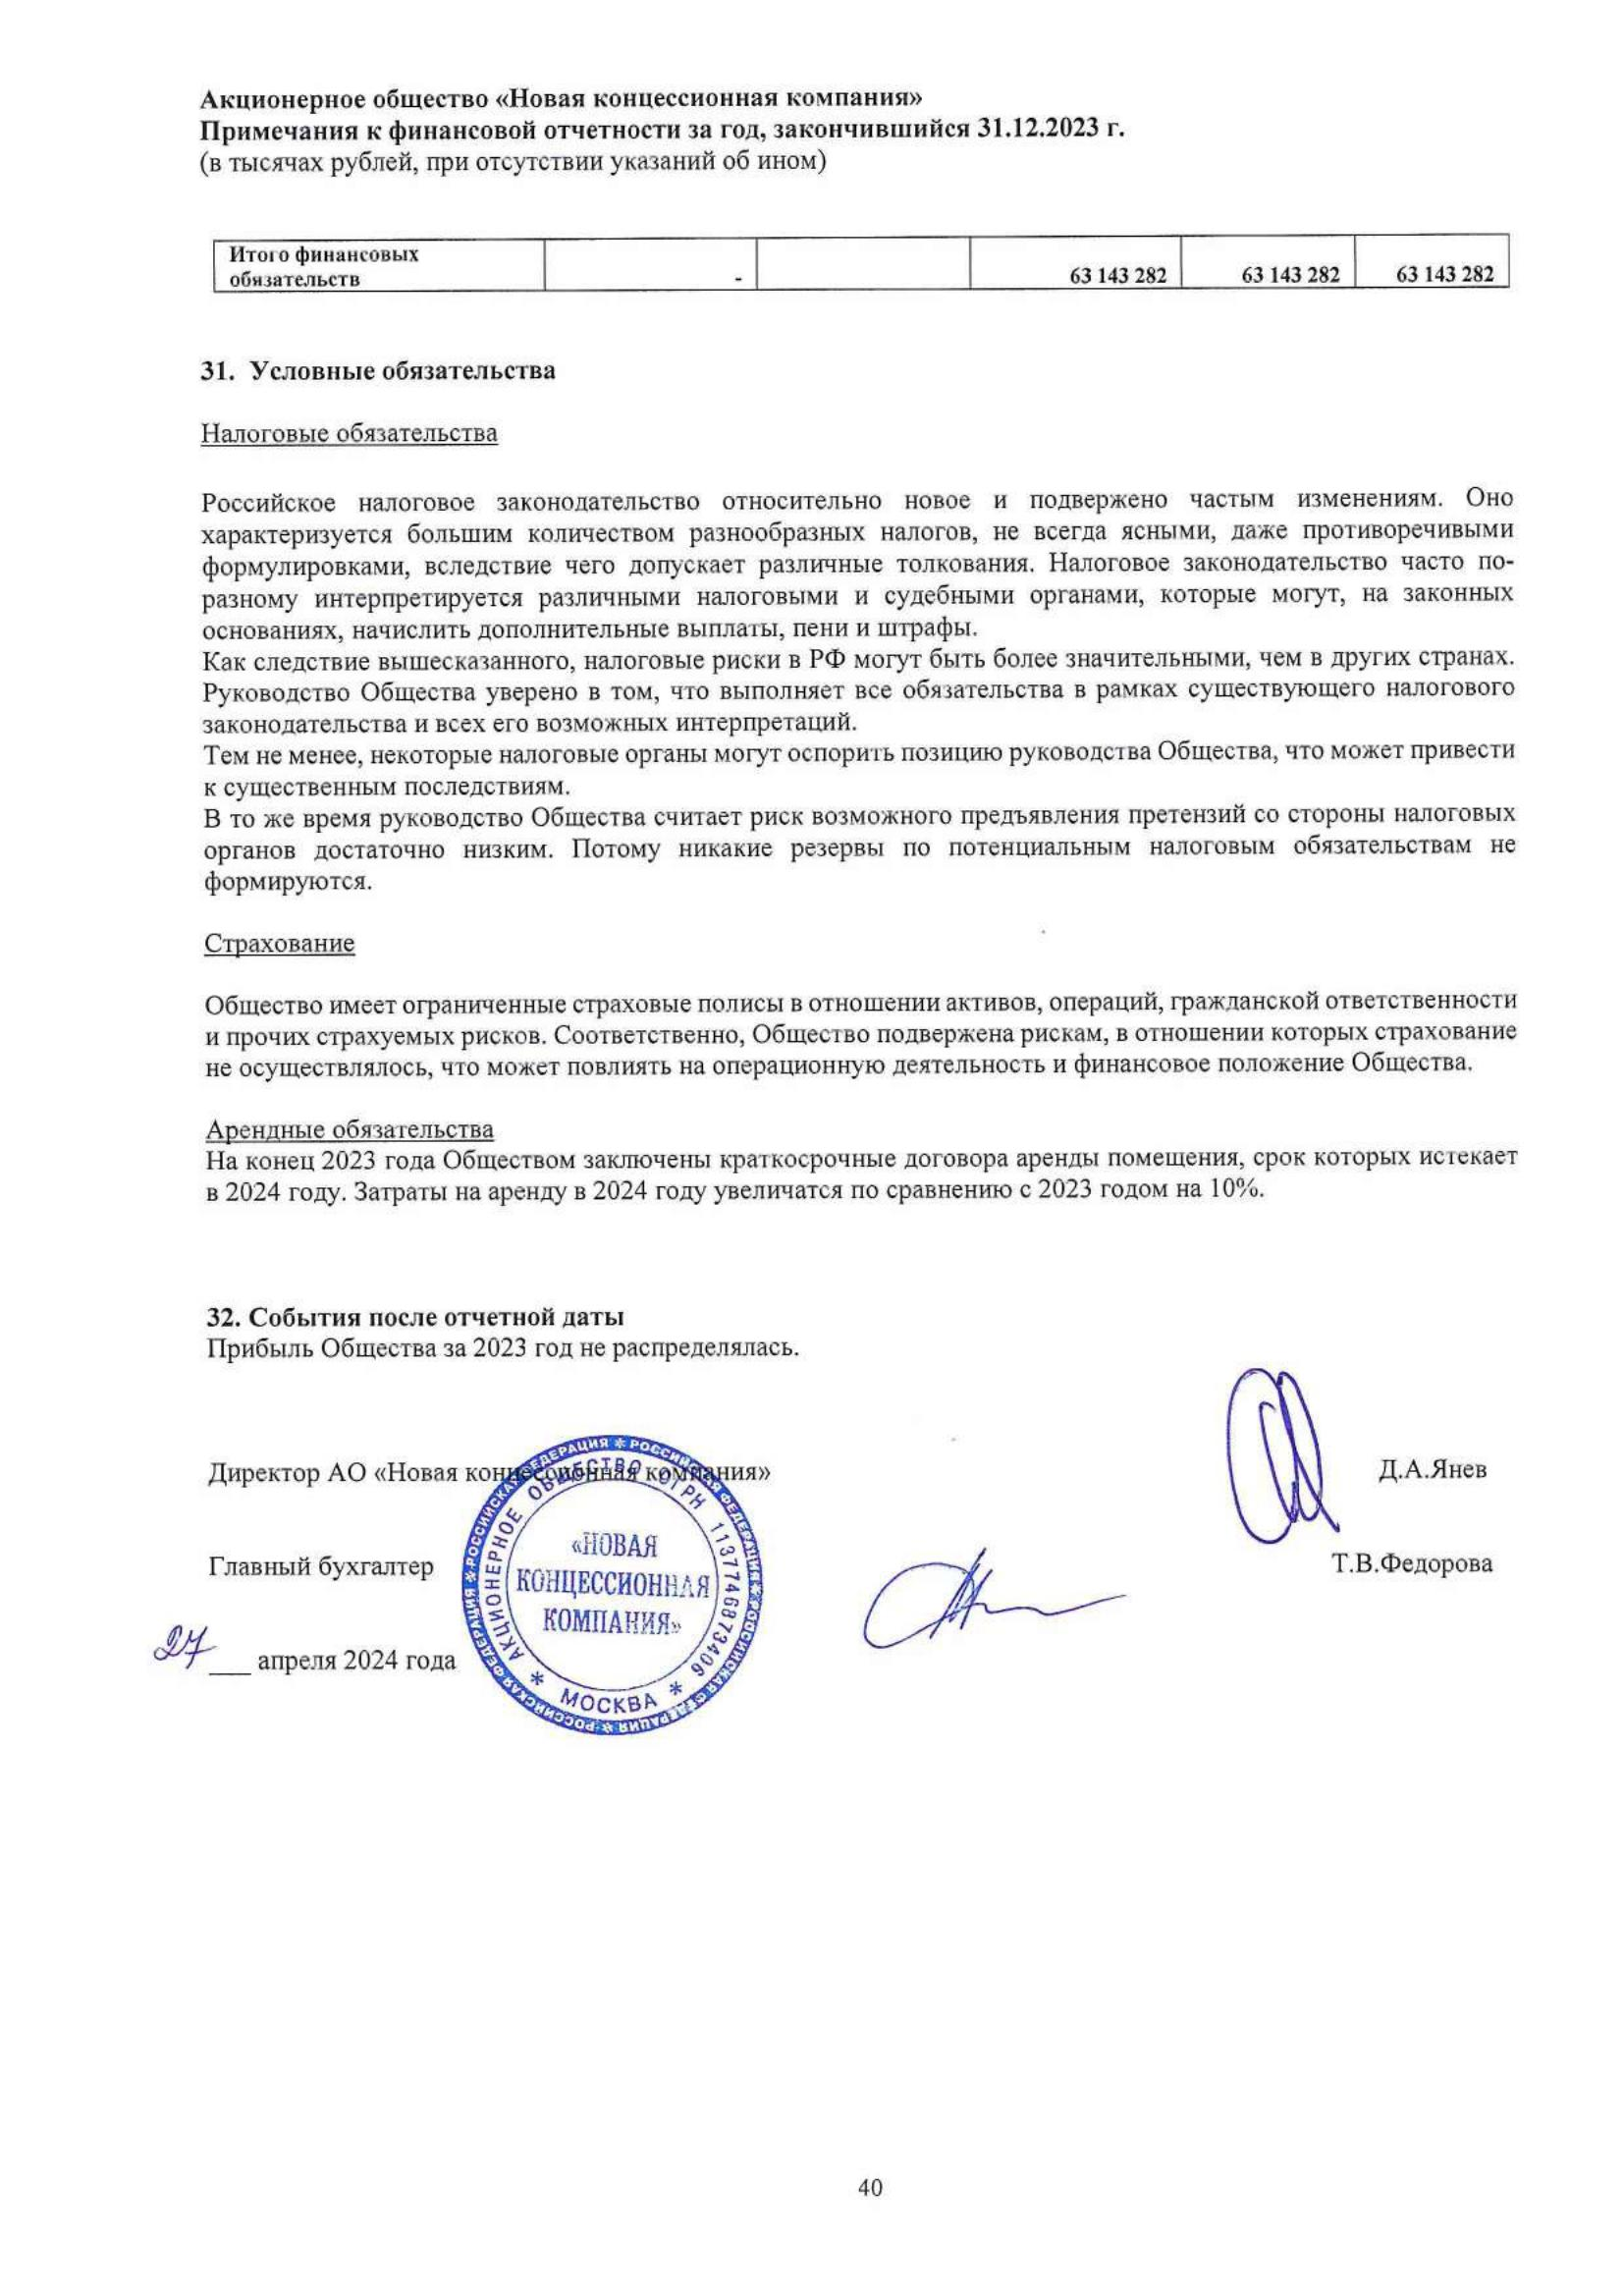 Акционерное общество «Новая концессионная компания»
Примечания к финансовой отчетности за год, закончившийся 31.12.2023 г.
(в тысячах рублей, при отсутствии указаний об ином)
Итого финансовых
обязательств - 63 143 282 63 143 282 63 143 282
31. Условные обязательства
Налоговые обязательства
Российское налоговое законодательство относительно новое и подвержено частым изменениям. Оно
характеризуется большим количеством разнообразных налогов, не всегда ясными, даже противоречивыми
формулировками, вследствие чего допускает различные толкования. Налоговое законодательство часто по-
разному интерпретируется различными налоговыми и судебными органами, которые могут, на законных
основаниях, начислить дополнительные выплаты, пени и штрафы.
Как следствие вышесказанного, налоговые риски в РФ могут быть более значительными, чем в других странах.
Руководство Общества уверено в том, что выполняет все обязательства в рамках существующего налогового
законодательства и всех его возможных интерпретаций.
Тем не менее, некоторые налоговые органы могут оспорить позицию руководства Общества, что может привести
к существенным последствиям.
В то же время руководство Общества считает риск возможного предъявления претензий со стороны налоговых
органов достаточно низким. Потому никакие резервы по потенциальным налоговым обязательствам не
формируются.
Страхование
Общество имеет ограниченные страховые полисы в отношении активов, операций, гражданской ответственности
и прочих страхуемых рисков. Соответственно, Общество подвержена рискам, в отношении которых страхование
не осуществлялось, что может повлиять на операционную деятельность и финансовое положение Общества.
Арендные обязательства
На конец 2023 года Обществом заключены краткосрочные договора аренды помещения, срок которых истекает
в 2024 году. Затраты на аренду в 2024 году увеличатся по сравнению с 2023 годом на 10%.
32. События после отчетной даты
Прибыль Общества за 2023 год не распределялась.
Директор АО «Новая концессионная компания» Д.А.Янев
Главный бухгалтер Т.В.Федорова
27 ___ апреля 2024 года
РОССИЙСКАЯ ФЕДЕРАЦИЯ * РОССИЙСКАЯ ФЕДЕРАЦИЯ * РОССИЙСКАЯ ФЕДЕРАЦИЯ * РОССИЙСКАЯ ФЕДЕРАЦИЯ *
АКЦИОНЕРНОЕ ОБЩЕСТВО ОГРН 1137746873406
* МОСКВА *
«НОВАЯ
КОНЦЕССИОННАЯ
КОМПАНИЯ»
40